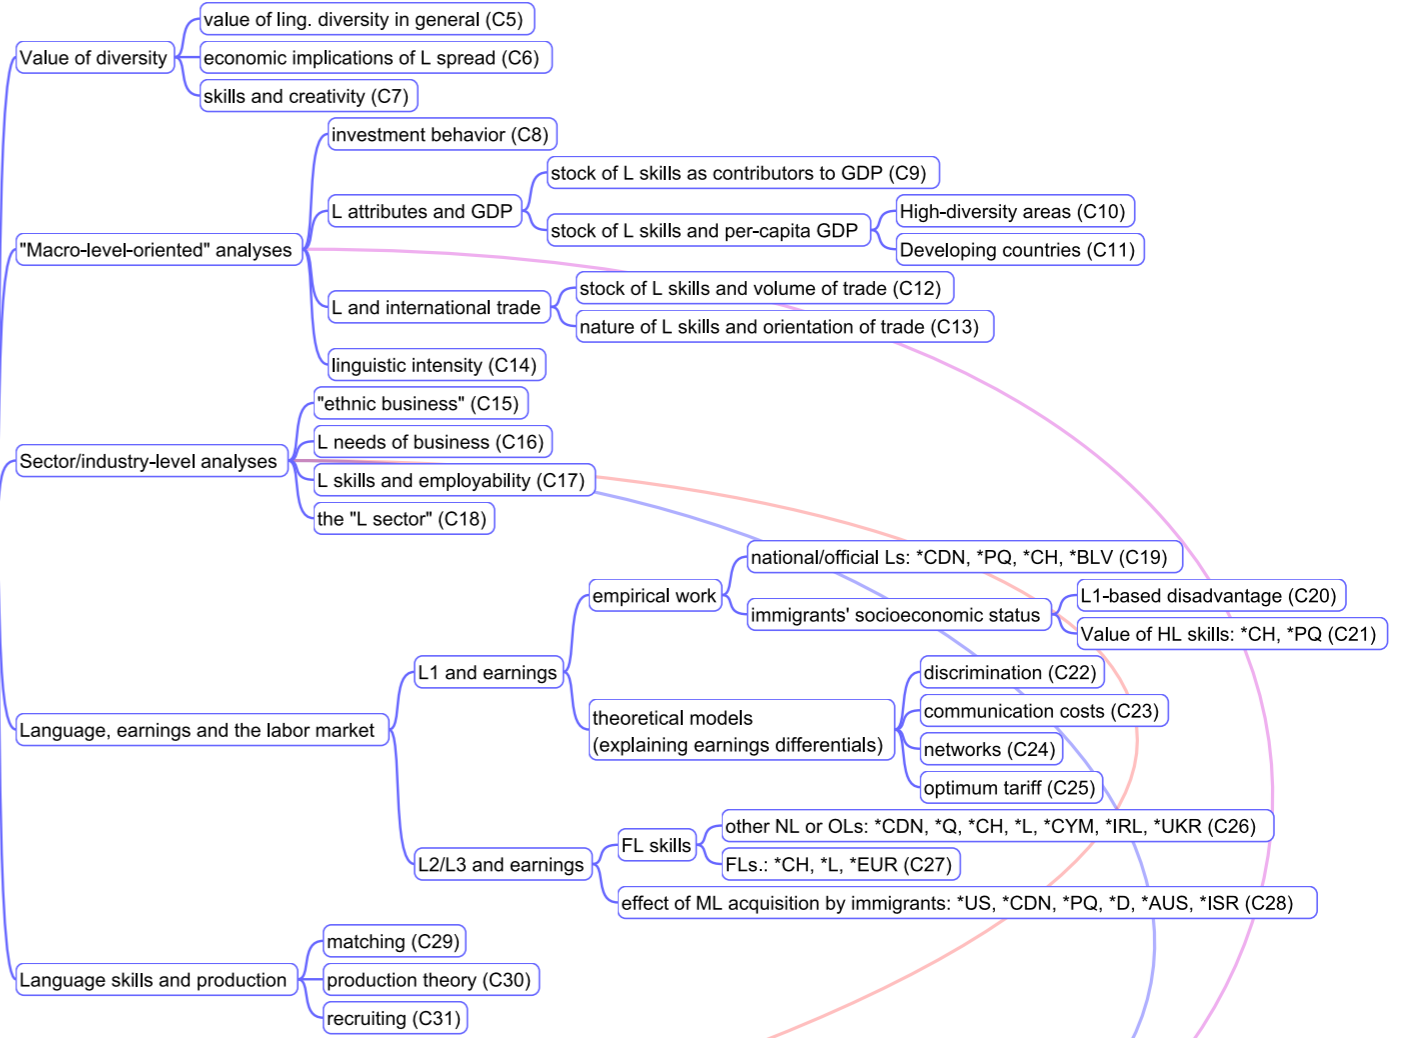 value of ling. diversity in general (C5)
Value of diversity
economic implications of L spread (C6)
skills and creativity (C7)
investment behavior (C8)
stock of L skills as contributors to GDP (C9)
L attributes and GDP
High-diversity areas (C10)
stock of L skills and per-capita GDP
Developing countries (C11)
"Macro-level-oriented" analyses
stock of L skills and volume of trade (C12)
L and international trade
nature of L skills and orientation of trade (C13)
linguistic intensity (C14)
"ethnic business" (C15)
L needs of business (C16)
Sector/industry-level analyses
L skills and employability (C17)
the "L sector" (C18)
national/official Ls: *CDN, *PQ, *CH, *BLV (C19)
empirical work
L1-based disadvantage (C20)
immigrants' socioeconomic status
Value of HL skills: *CH, *PQ (C21)
L1 and earnings
discrimination (C22)
theoretical models
(explaining earnings differentials)
communication costs (C23)
networks (C24)
optimum tariff (C25)
Language, earnings and the labor market
other NL or OLs: *CDN, *Q, *CH, *L, *CYM, *IRL, *UKR (C26)
FL skills
FLs.: *CH, *L, *EUR (C27)
L2/L3 and earnings
effect of ML acquisition by immigrants: *US, *CDN, *PQ, *D, *AUS, *ISR (C28)
matching (C29)
Language skills and production
production theory (C30)
recruiting (C31)